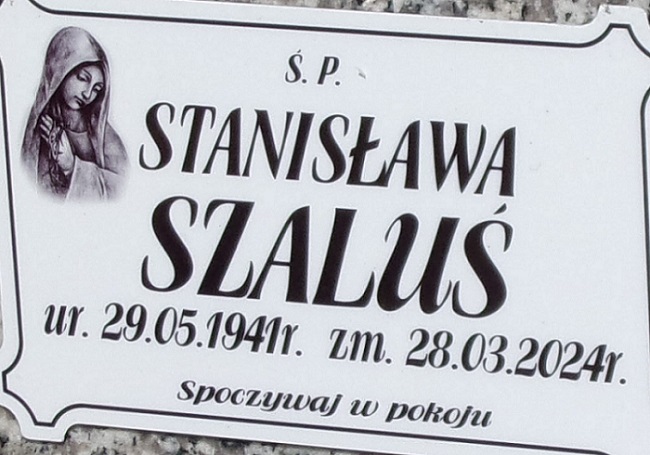 Ś. P.
STANISŁAWA
SZALUŚ
ur. 29.05.1941r. zm. 28.03.2024r.
Spoczywaj w pokoju